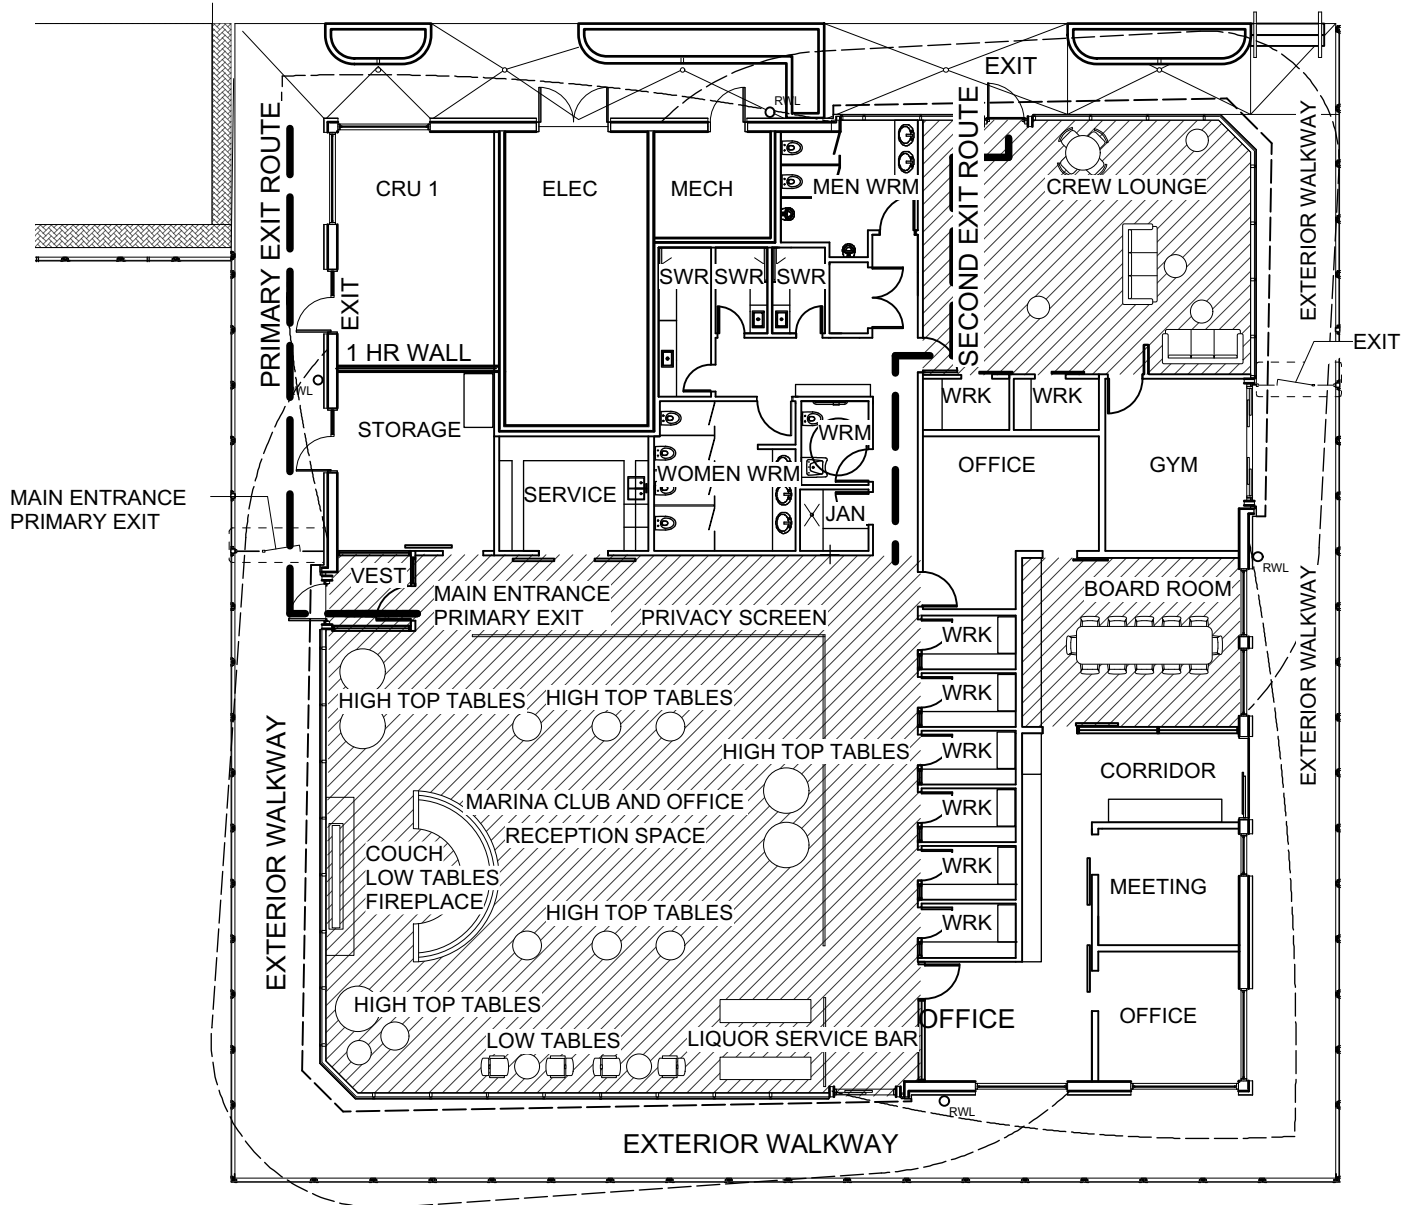 EXIT
RWL
PRIMARY EXIT ROUTE
CRU 1
ELEC
MECH
MEN WRM
SECOND EXIT ROUTE
CREW LOUNGE
EXTERIOR WALKWAY
EXIT
SWR
SWR
SWR
1 HR WALL
EXIT
RWL
WRK
WRK
STORAGE
WRM
OFFICE
GYM
WOMEN WRM
MAIN ENTRANCE
PRIMARY EXIT
SERVICE
JAN
VEST
MAIN ENTRANCE
PRIMARY EXIT
PRIVACY SCREEN
RWL
BOARD ROOM
EXTERIOR WALKWAY
WRK
WRK
HIGH TOP TABLES
HIGH TOP TABLES
HIGH TOP TABLES
WRK
CORRIDOR
EXTERIOR WALKWAY
MARINA CLUB AND OFFICE
RECEPTION SPACE
WRK
COUCH
LOW TABLES
FIREPLACE
WRK
MEETING
HIGH TOP TABLES
WRK
HIGH TOP TABLES
OFFICE
OFFICE
LOW TABLES
LIQUOR SERVICE BAR
RWL
EXTERIOR WALKWAY